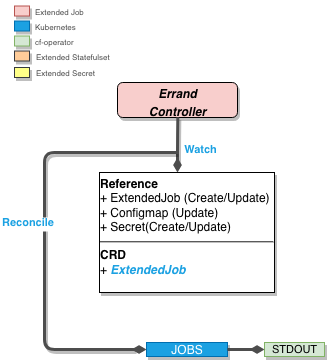 Extended Job
Kubernetes
cf-operator
Extended Statefulset
Extended Secret
Errand
Controller
Watch
Reference
+ ExtendedJob (Create/Update)
+ Configmap (Update)
+ Secret(Create/Update)
CRD
+ ExtendedJob
Reconcile
JOBS
STDOUT